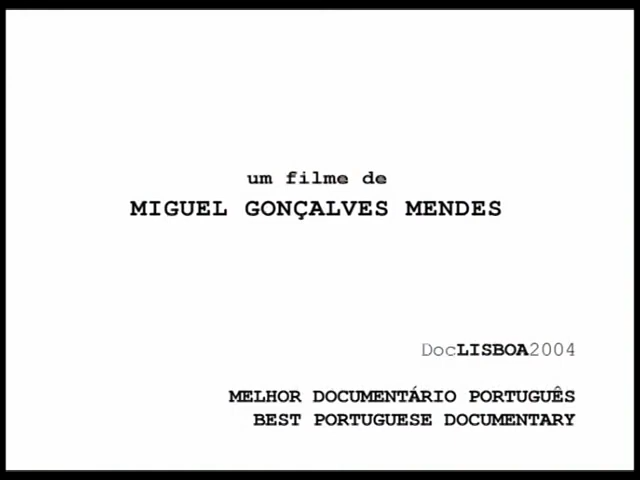 um filme de
MIGUEL GONÇALVES MENDES
DocLISBOA2004
MELHOR DOCUMENTÁRIO PORTUGUÊS
BEST PORTUGUESE DOCUMENTARY